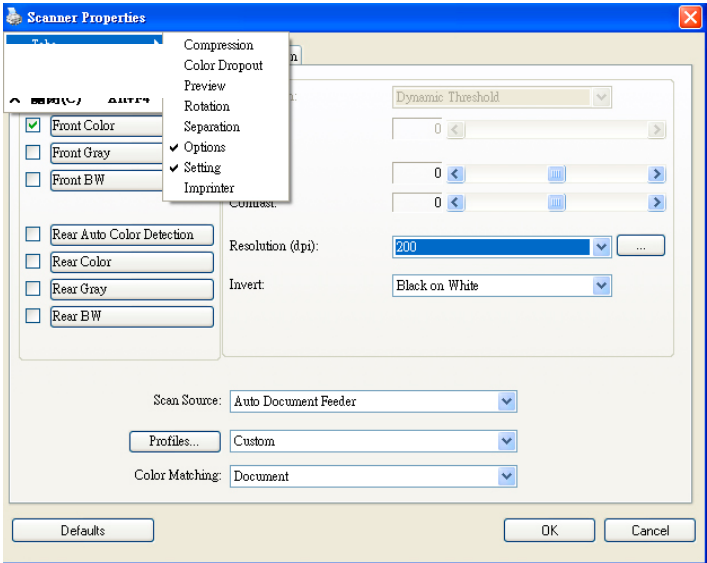 Scanner Properties
Compression
Color Dropout
Preview
Rotation
Separation
Options
Setting
Imprinter
Alt+F4
Front Color
Front Gray
Front BW
Rear Auto Color Detection
Rear Color
Rear Gray
Rear BW
Dynamic Threshold
0
0
Contrast:
0
Resolution (dpi):
200
...
Invert:
Black on White
Scan Source:
Auto Document Feeder
Profiles...
Custom
Color Matching:
Document
Defaults
OK
Cancel